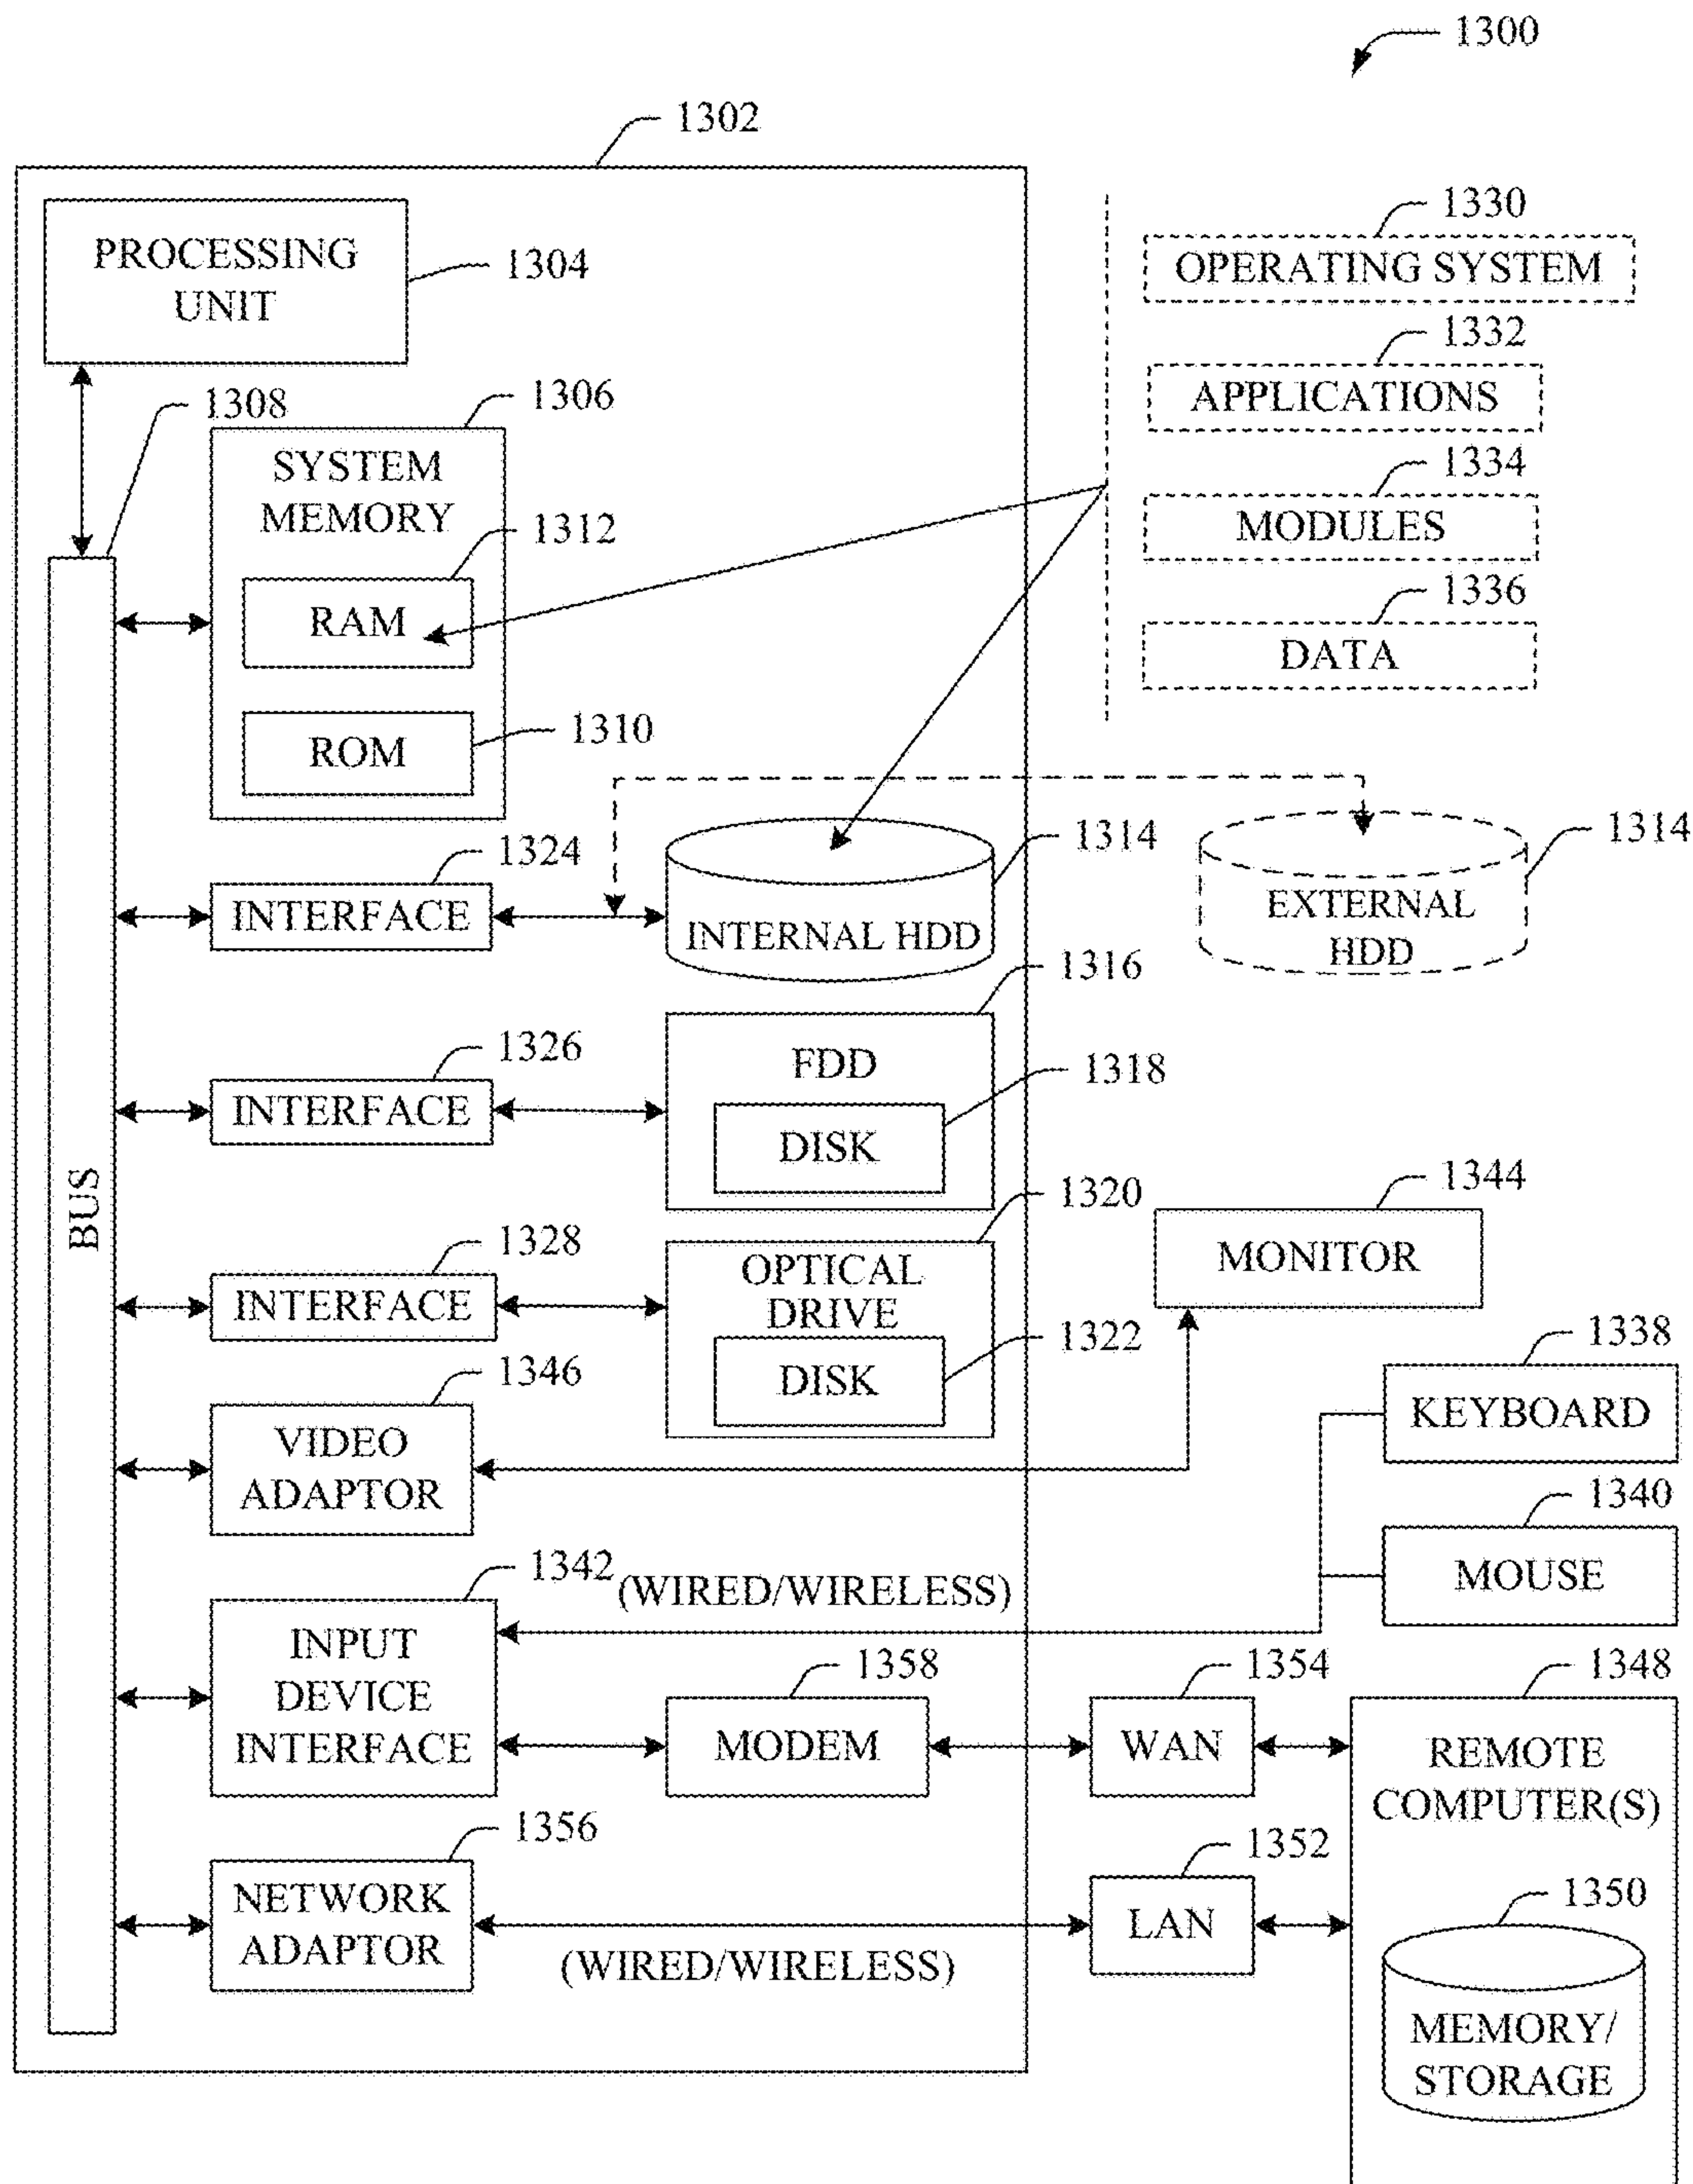 1300
1302
PROCESSING
UNIT
1304
1330
OPERATING SYSTEM
1332
APPLICATIONS
1334
MODULES
1336
DATA
1308
1306
SYSTEM
MEMORY
1312
RAM
1310
ROM
1324
INTERFACE
1314
INTERNAL HDD
1314
EXTERNAL
HDD
1326
INTERFACE
1316
FDD
1318
DISK
BUS
1328
INTERFACE
1320
OPTICAL
DRIVE
1322
DISK
1344
MONITOR
1338
KEYBOARD
1346
VIDEO
ADAPTOR
1340
MOUSE
1342
(WIRED/WIRELESS)
INPUT
DEVICE
INTERFACE
1358
MODEM
1354
WAN
1348
REMOTE
COMPUTER(S)
1356
NETWORK
ADAPTOR
(WIRED/WIRELESS)
1352
LAN
1350
MEMORY/
STORAGE